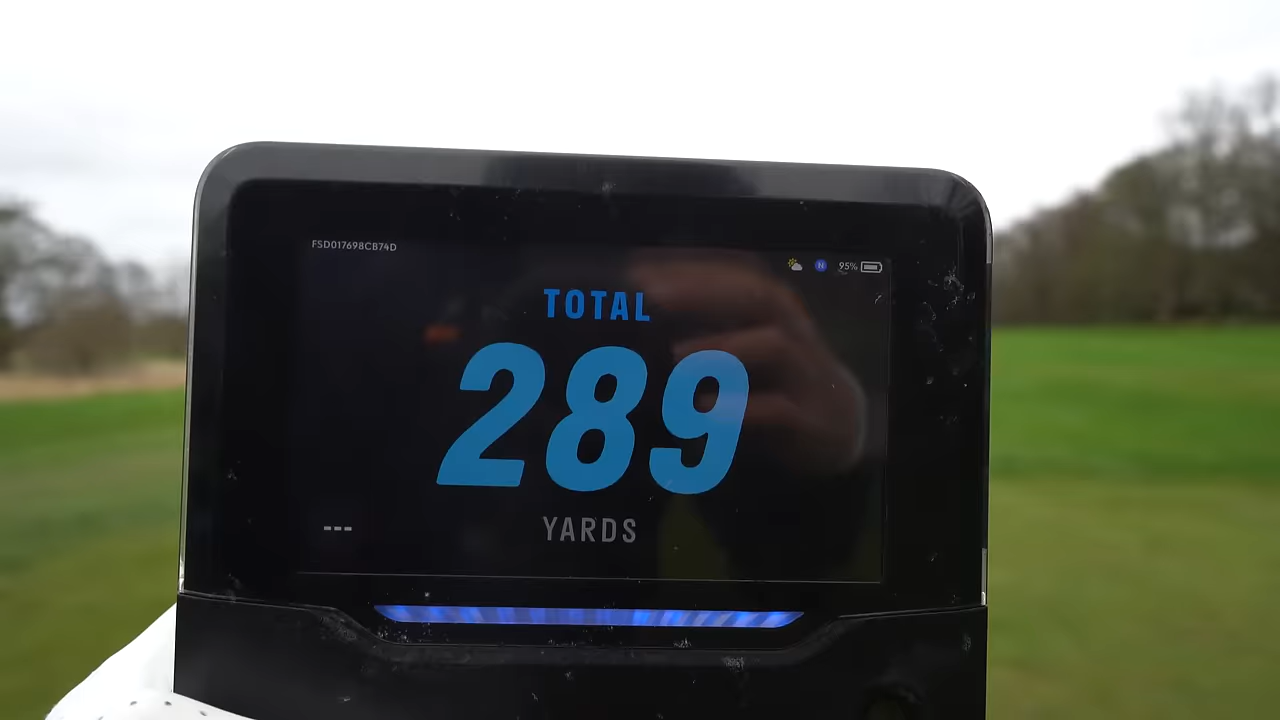 FSD017698CB74D
N 95%
TOTAL
289
YARDS
---